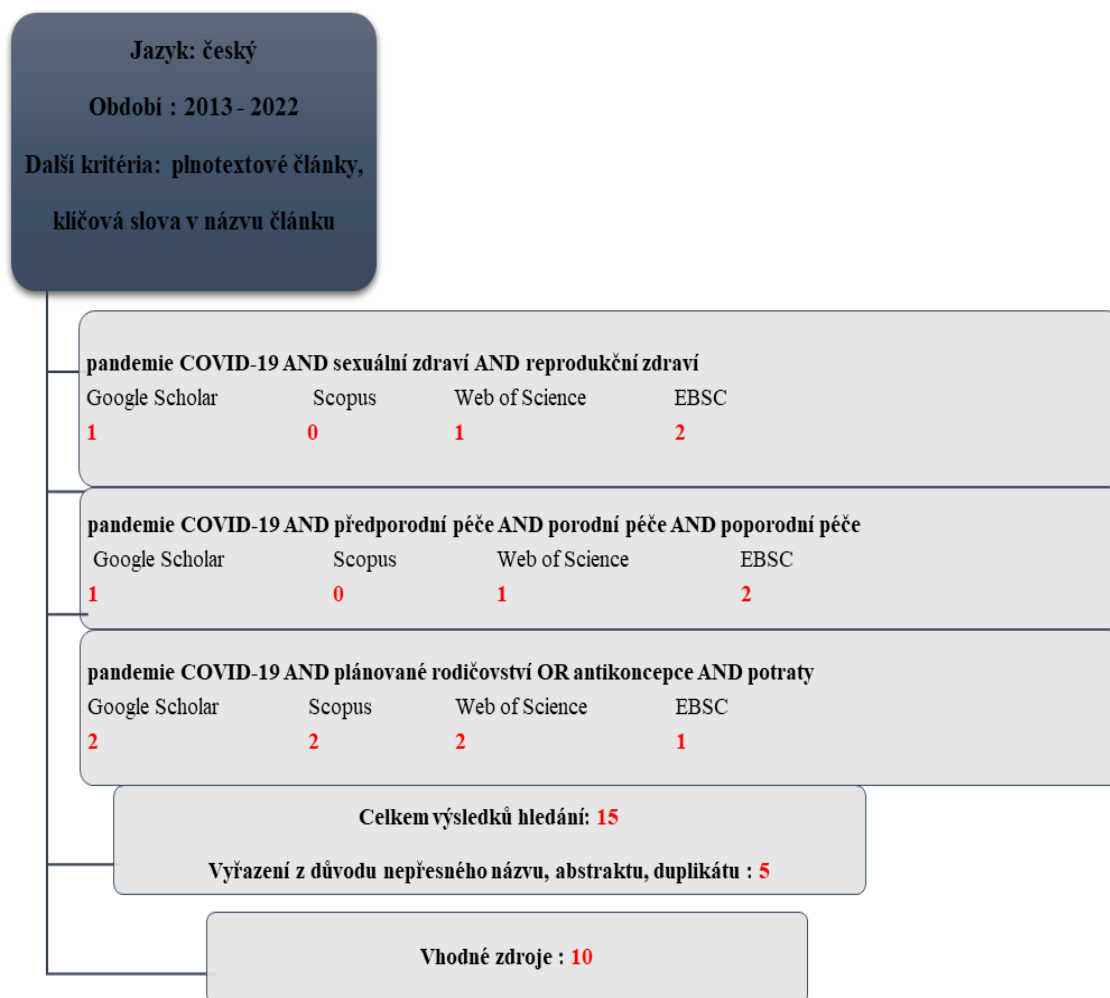 Jazyk: český
Období : 2013 - 2022
Další kritéria: plnotextové články,
klíčová slova v názvu článku
pandemie COVID-19 AND sexuální zdraví AND reprodukční zdraví
Google Scholar Scopus Web of Science EBSC
1 0 1 2
pandemie COVID-19 AND předporodní péče AND porodní péče AND poporodní péče
Google Scholar Scopus Web of Science EBSC
1 0 1 2
pandemie COVID-19 AND plánované rodičovství OR antikoncepce AND potraty
Google Scholar Scopus Web of Science EBSC
2 2 2 1
Celkem výsledků hledání: 15
Vyřazení z důvodu nepřesného názvu, abstraktu, duplikátu : 5
Vhodné zdroje : 10